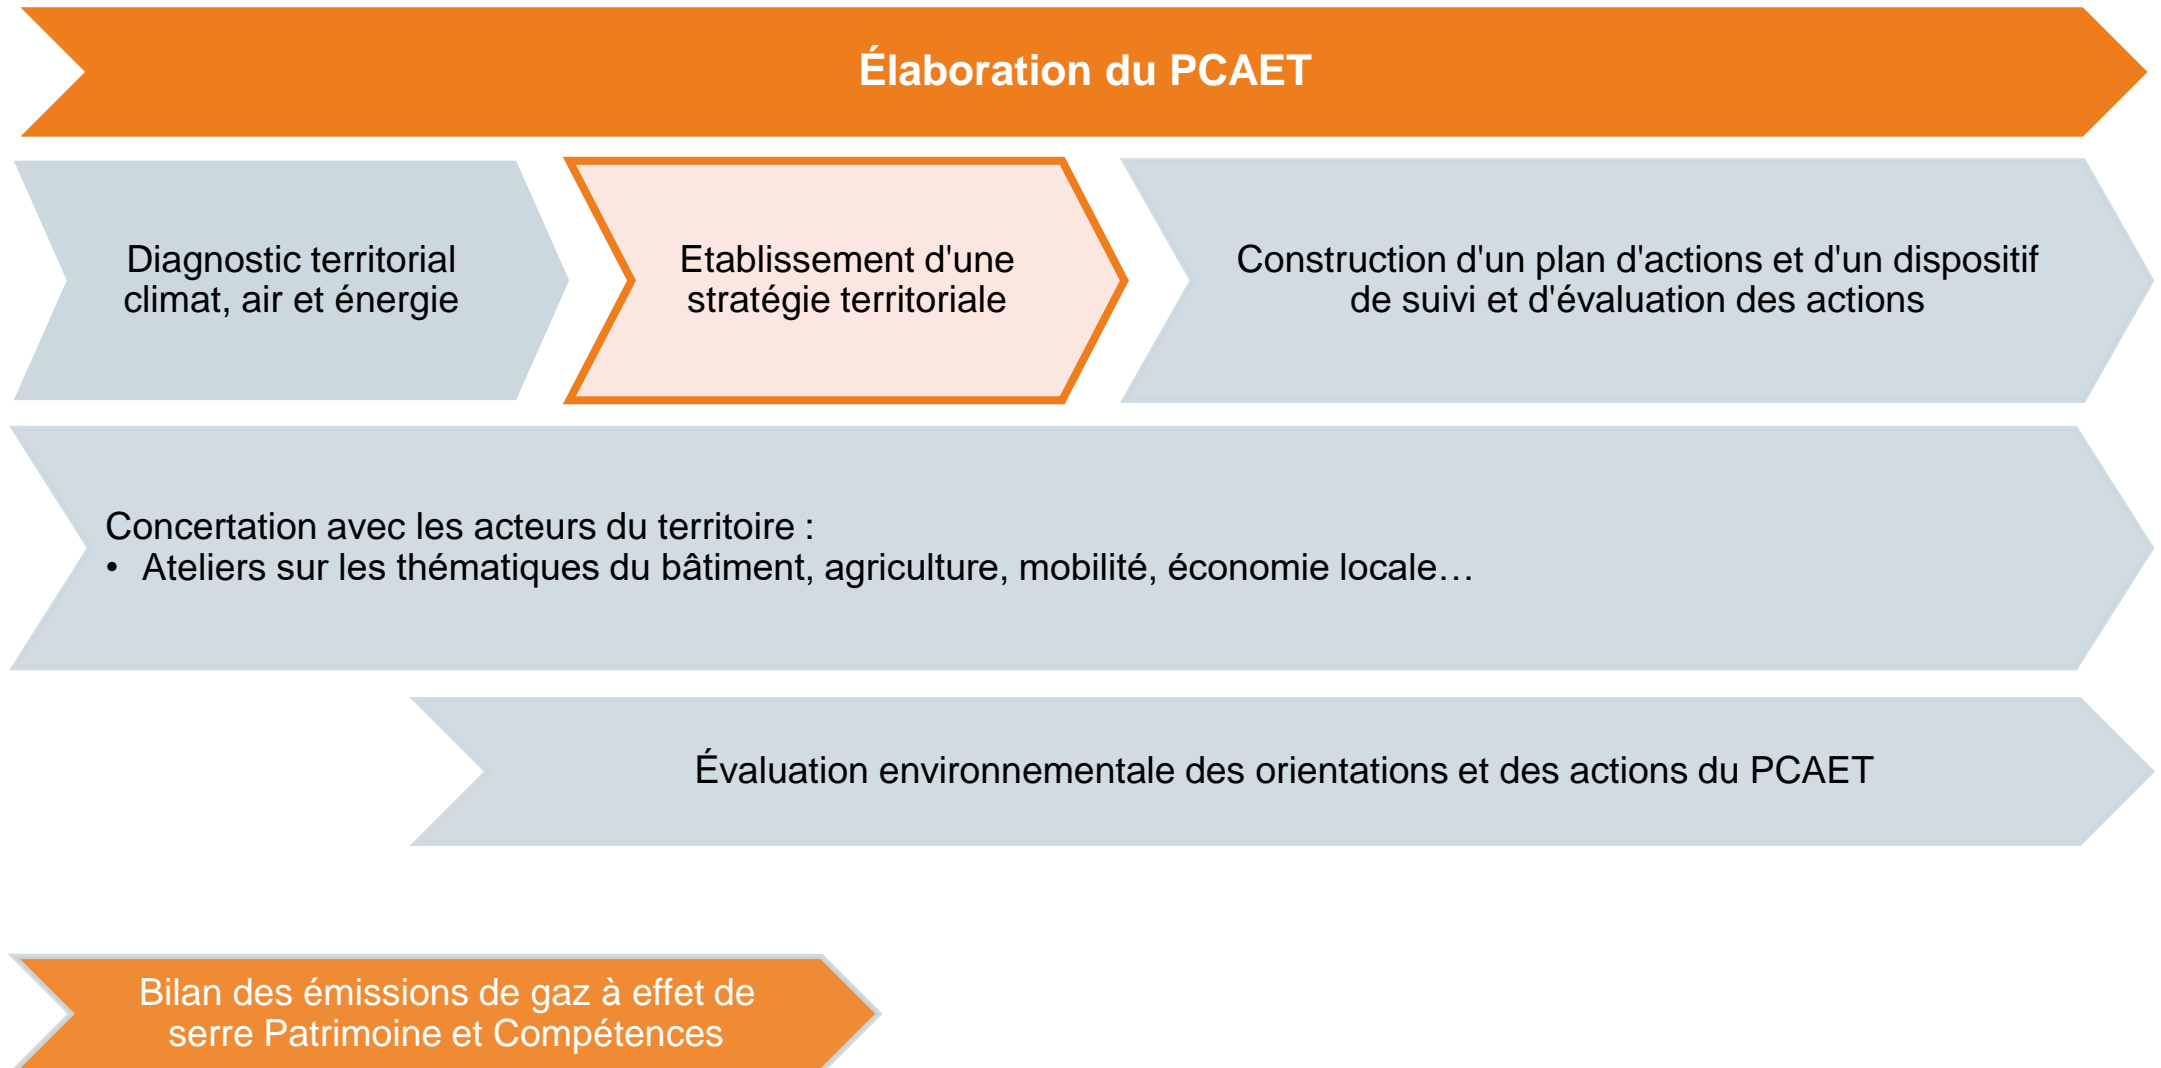 Élaboration du PCAET
Diagnostic territorial
climat, air et énergie
Etablissement d'une
stratégie territoriale
Construction d'un plan d'actions et d'un dispositif
de suivi et d'évaluation des actions
Concertation avec les acteurs du territoire :
• Ateliers sur les thématiques du bâtiment, agriculture, mobilité, économie locale…
Évaluation environnementale des orientations et des actions du PCAET
Bilan des émissions de gaz à effet de
serre Patrimoine et Compétences